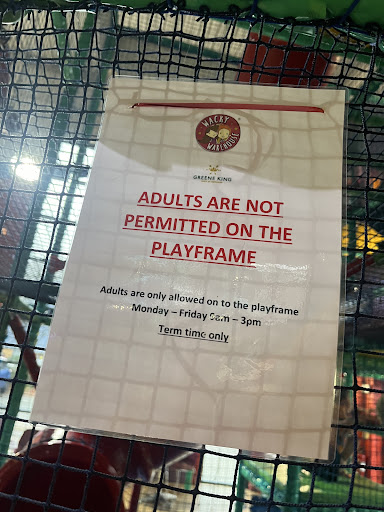 WACKY
WAREHOUSE
GREENE KING
ADULTS ARE NOT
PERMITTED ON THE
PLAYFRAME
Adults are only allowed on to the playframe
Monday – Friday 9am – 3pm
Term time only